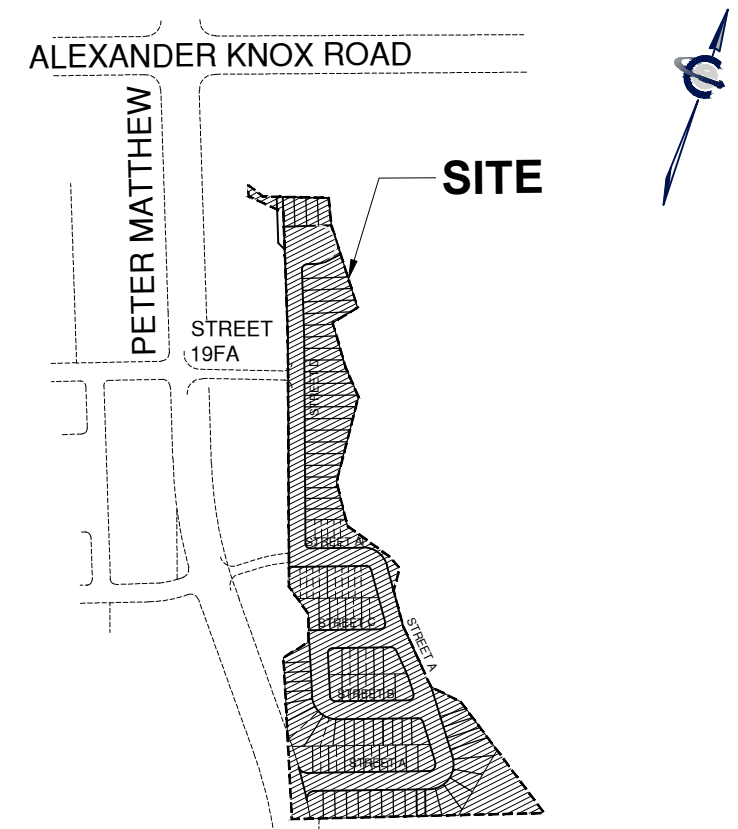 ALEXANDER KNOX ROAD
PETER MATTHEW
SITE
STREET
19FA
STREET D
STREET A
STREET C
STREET A
STREET B
STREET A